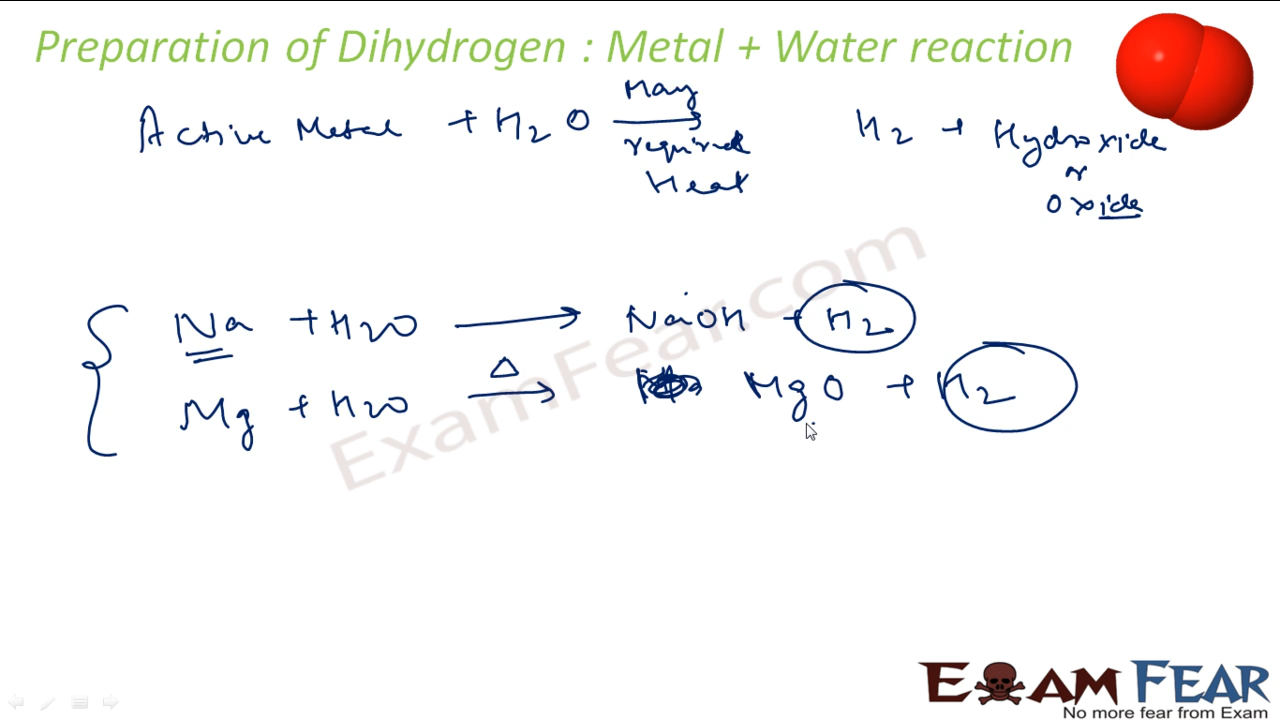 Preparation of Dihydrogen : Metal + Water reaction
Active Metal + H2O May required Heat → H2 + Hydroxide or oxide
Na + H2O → NaOH + H2
Mg + H2O Δ → MgO + H2
ExamFear.com
EXAM FEAR
No more fear from Exam